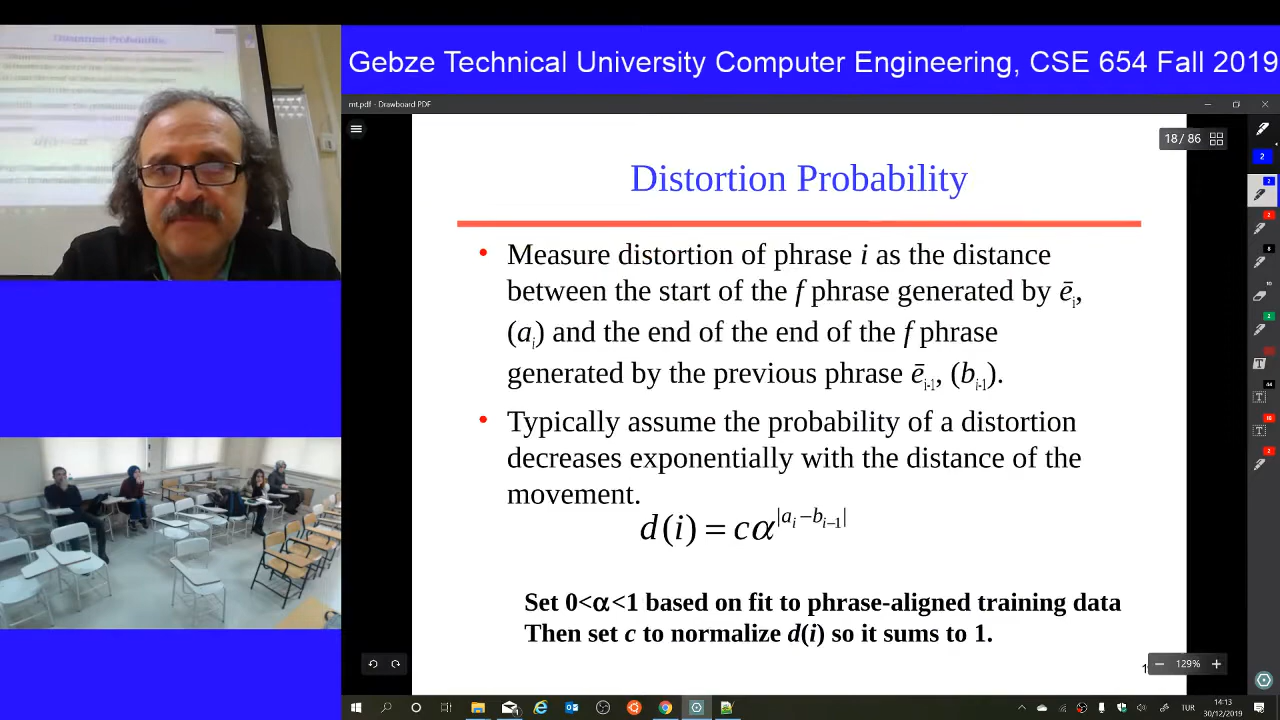 Gebze Technical University Computer Engineering, CSE 654 Fall 2019
mt.pdf - Drawboard PDF
18 / 86
Distortion Probability
• Measure distortion of phrase i as the distance
between the start of the f phrase generated by ē_i,
(a_i) and the end of the end of the f phrase
generated by the previous phrase ē_i-1, (b_i-1).
• Typically assume the probability of a distortion
decreases exponentially with the distance of the
movement.
d(i) = cα^|a_i − b_i−1|
Set 0<α<1 based on fit to phrase-aligned training data
Then set c to normalize d(i) so it sums to 1.
129%
TUR
14:13
30/12/2019